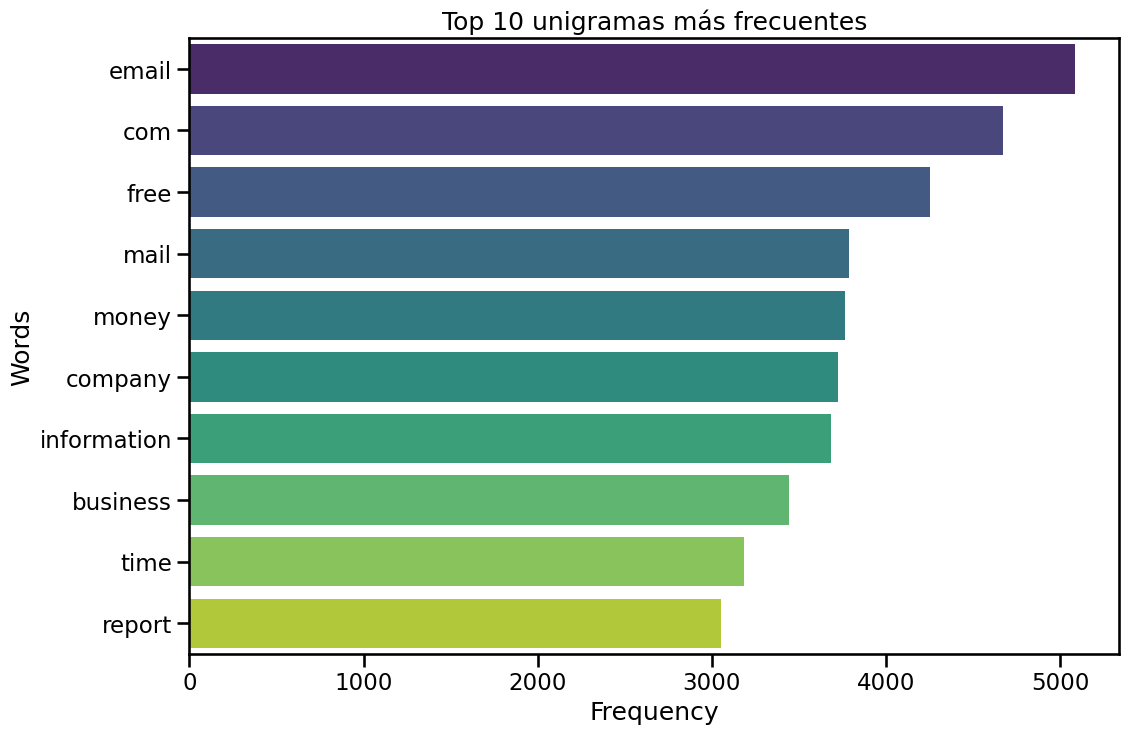 Top 10 unigramas más frecuentes
Words
email
com
free
mail
money
company
information
business
time
report
0 1000 2000 3000 4000 5000
Frequency